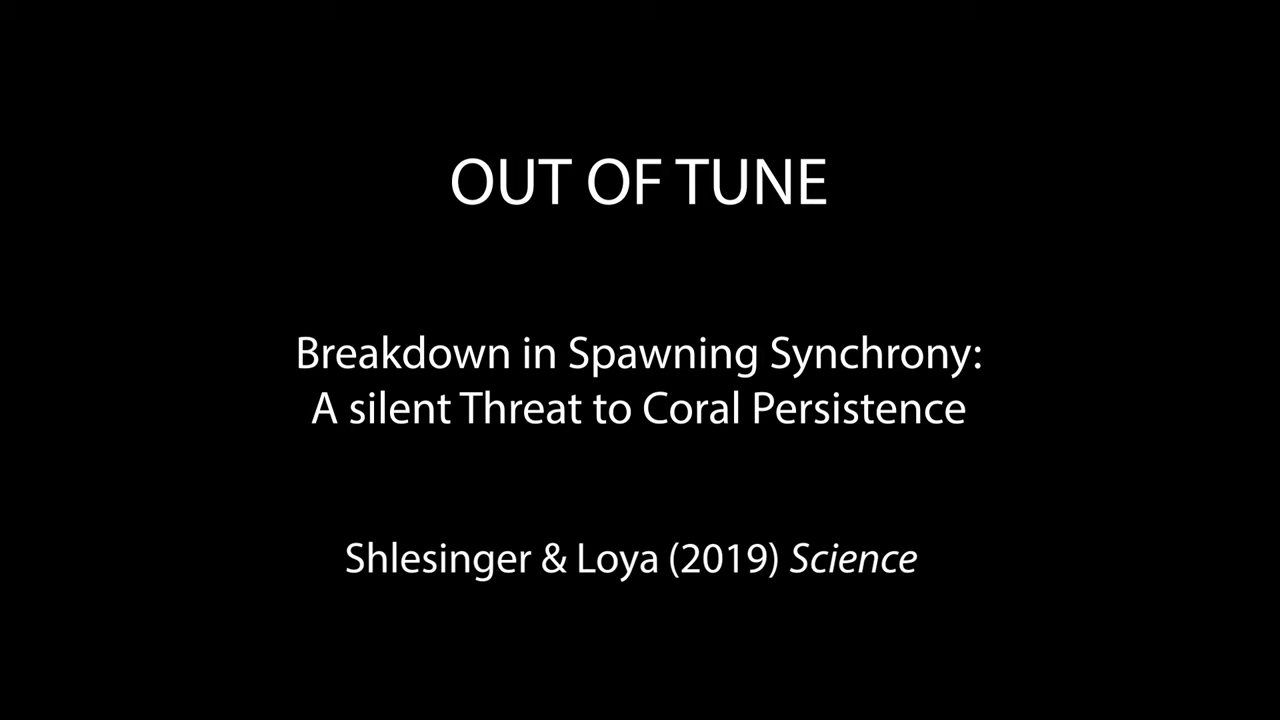 OUT OF TUNE
Breakdown in Spawning Synchrony:
A silent Threat to Coral Persistence
Shlesinger & Loya (2019) Science